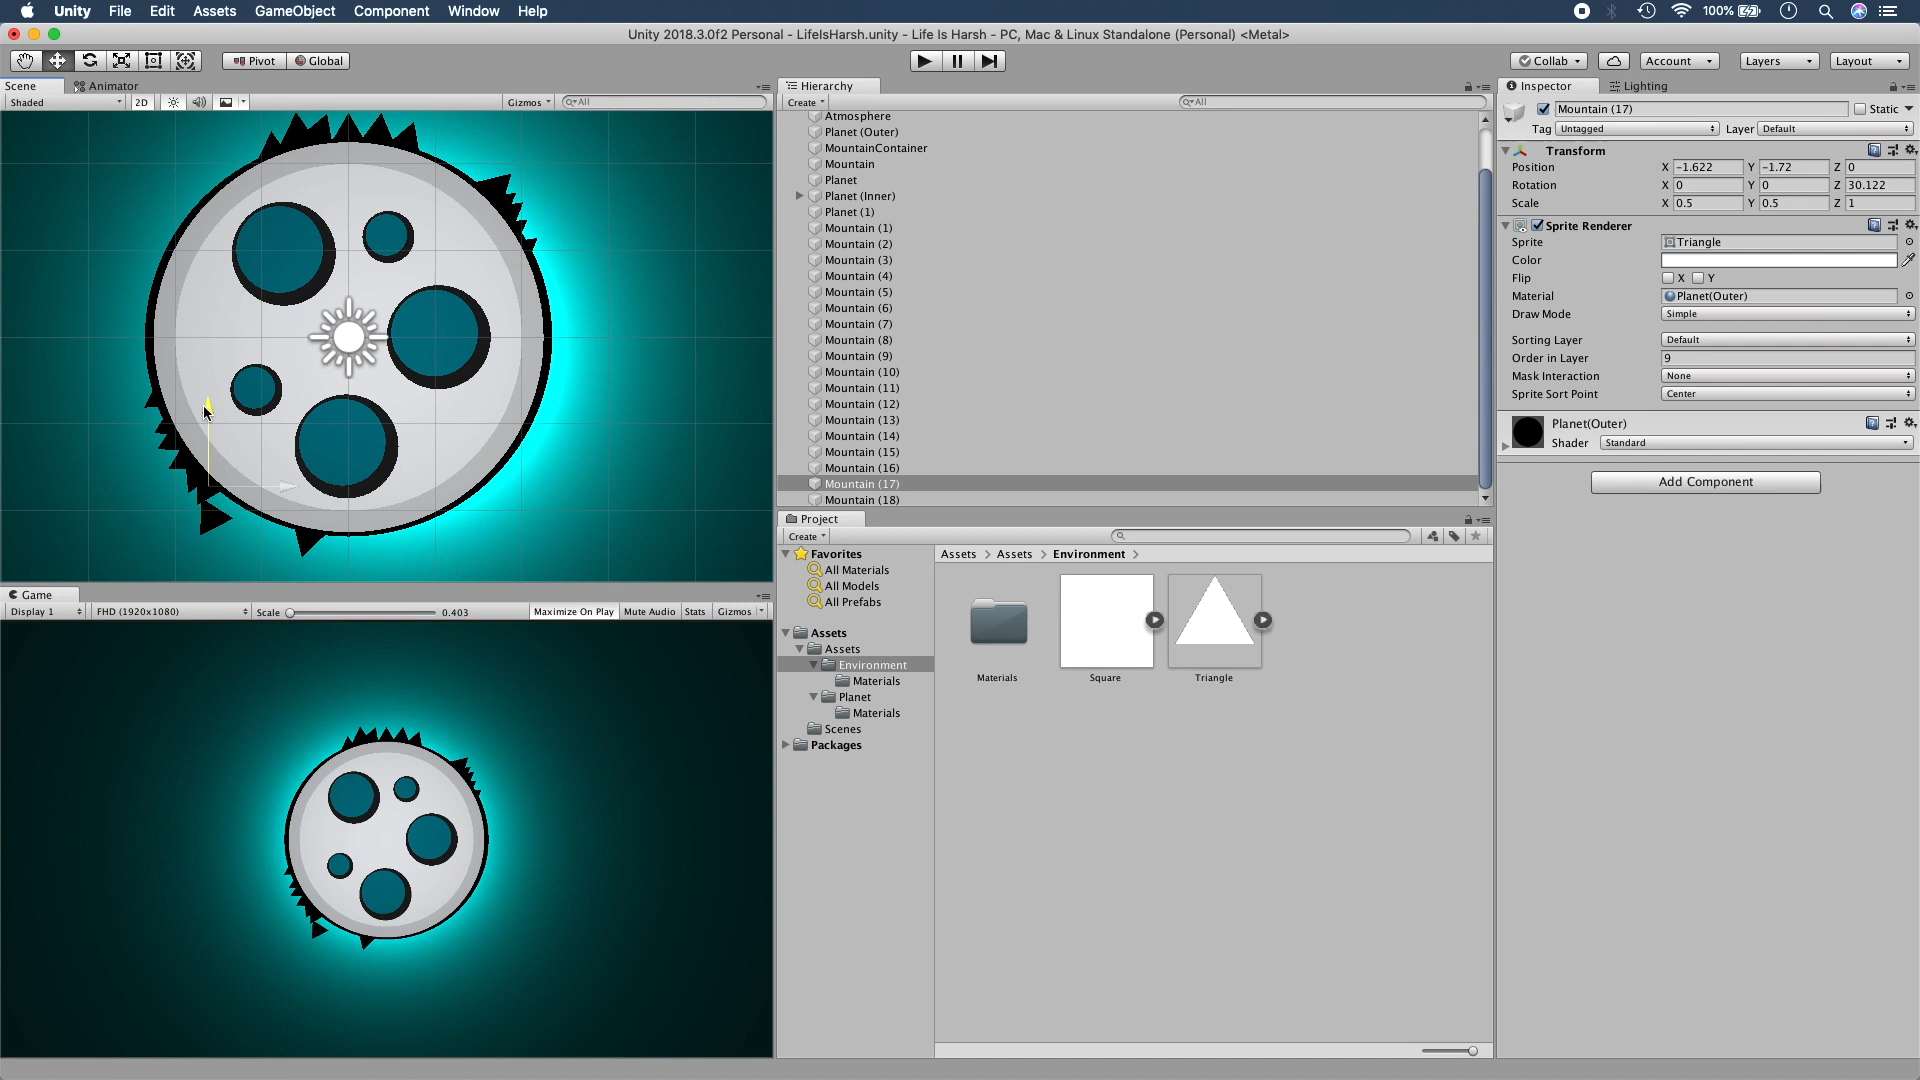 Unity File Edit Assets GameObject Component Window Help 100%
Unity 2018.3.0f2 Personal - LifeIsHarsh.unity - Life Is Harsh - PC, Mac & Linux Standalone (Personal) <Metal>
Pivot Global Collab Account Layers Layout
Scene Animator
Shaded 2D Gizmos All
Hierarchy
Create All
Atmosphere
Planet (Outer)
MountainContainer
Mountain
Planet
Planet (Inner)
Planet (1)
Mountain (1)
Mountain (2)
Mountain (3)
Mountain (4)
Mountain (5)
Mountain (6)
Mountain (7)
Mountain (8)
Mountain (9)
Mountain (10)
Mountain (11)
Mountain (12)
Mountain (13)
Mountain (14)
Mountain (15)
Mountain (16)
Mountain (17)
Mountain (18)
Inspector Lighting
Mountain (17) Static
Tag Untagged Layer Default
Transform
Position X -1.622 Y -1.72 Z 0
Rotation X 0 Y 0 Z 30.122
Scale X 0.5 Y 0.5 Z 1
Sprite Renderer
Sprite Triangle
Color
Flip X Y
Material Planet(Outer)
Draw Mode Simple
Sorting Layer Default
Order in Layer 9
Mask Interaction None
Sprite Sort Point Center
Planet(Outer)
Shader Standard
Add Component
Game
Display 1 FHD (1920x1080) Scale 0.403 Maximize On Play Mute Audio Stats Gizmos
Project
Create
Favorites
All Materials
All Models
All Prefabs
Assets
Assets
Environment
Materials
Planet
Materials
Scenes
Packages
Assets > Assets > Environment >
Materials Square Triangle